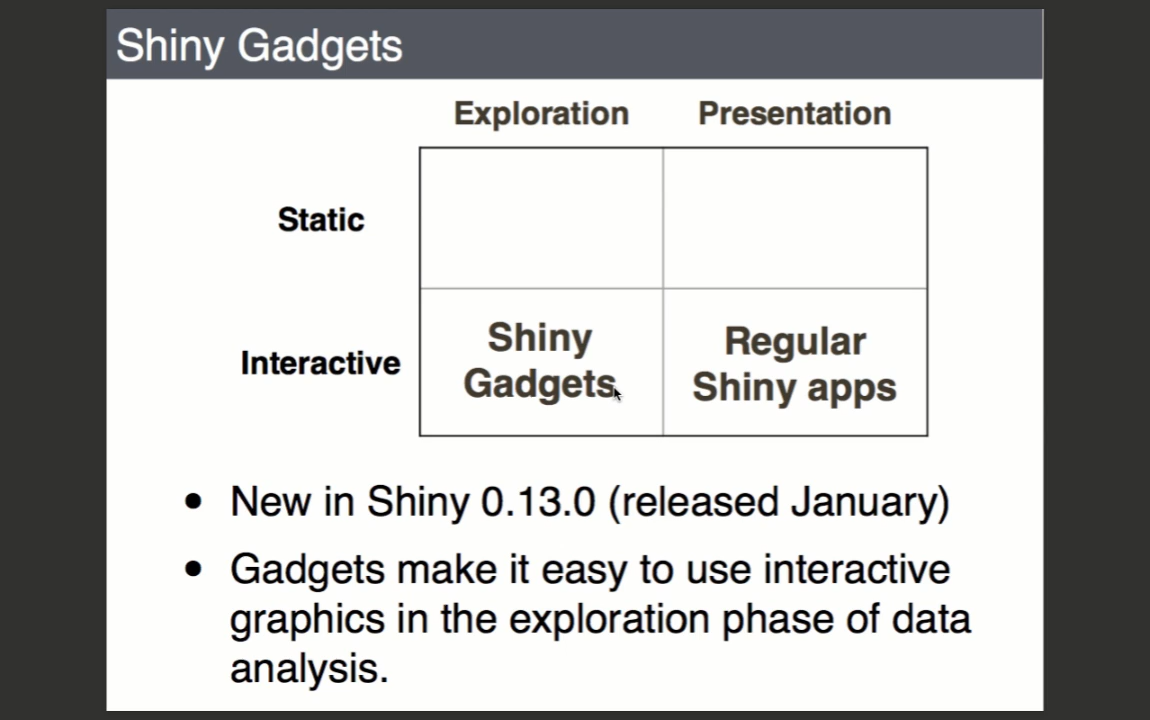 Shiny Gadgets
Exploration Presentation
Static
Interactive
Shiny
Gadgets
Regular
Shiny apps
• New in Shiny 0.13.0 (released January)
• Gadgets make it easy to use interactive
graphics in the exploration phase of data
analysis.